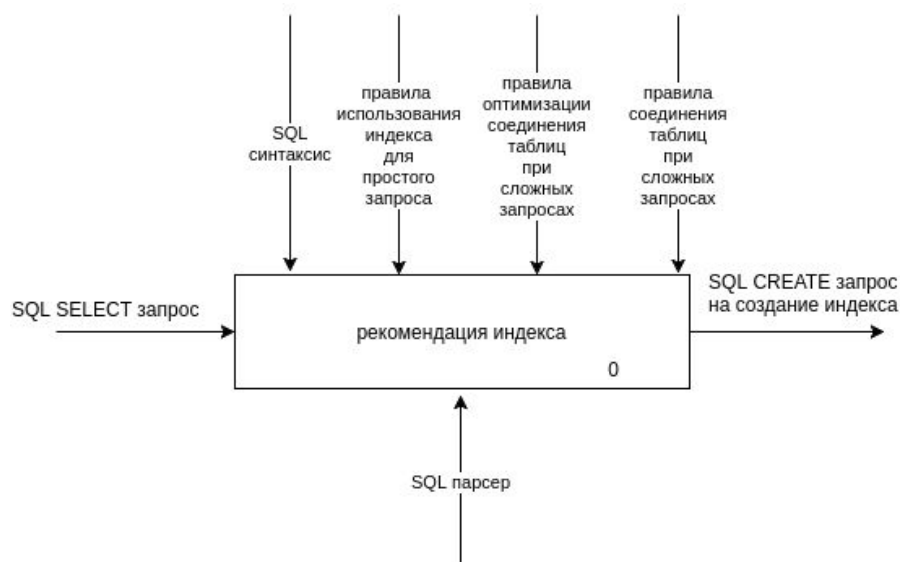 SQL
синтаксис
правила
использования
индекса
для
простого
запроса
правила
оптимизации
соединения
таблиц
при
сложных
запросах
правила
соединения
таблиц
при
сложных
запросах
SQL SELECT запрос
рекомендация индекса
0
SQL CREATE запрос
на создание индекса
SQL парсер